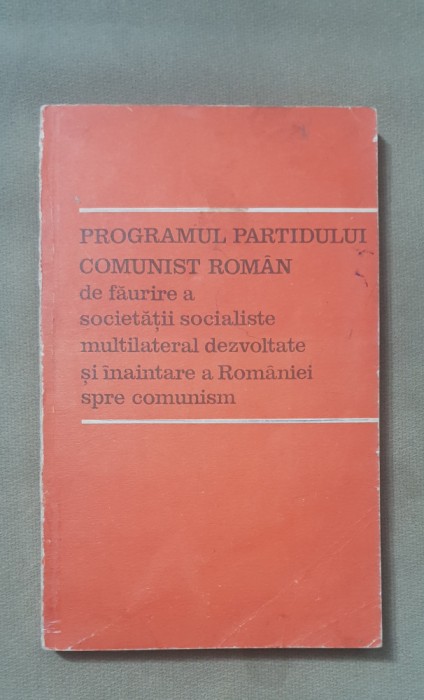 PROGRAMUL PARTIDULUI
COMUNIST ROMÂN
de făurire a
societății socialiste
multilateral dezvoltate
și înaintare a României
spre comunism